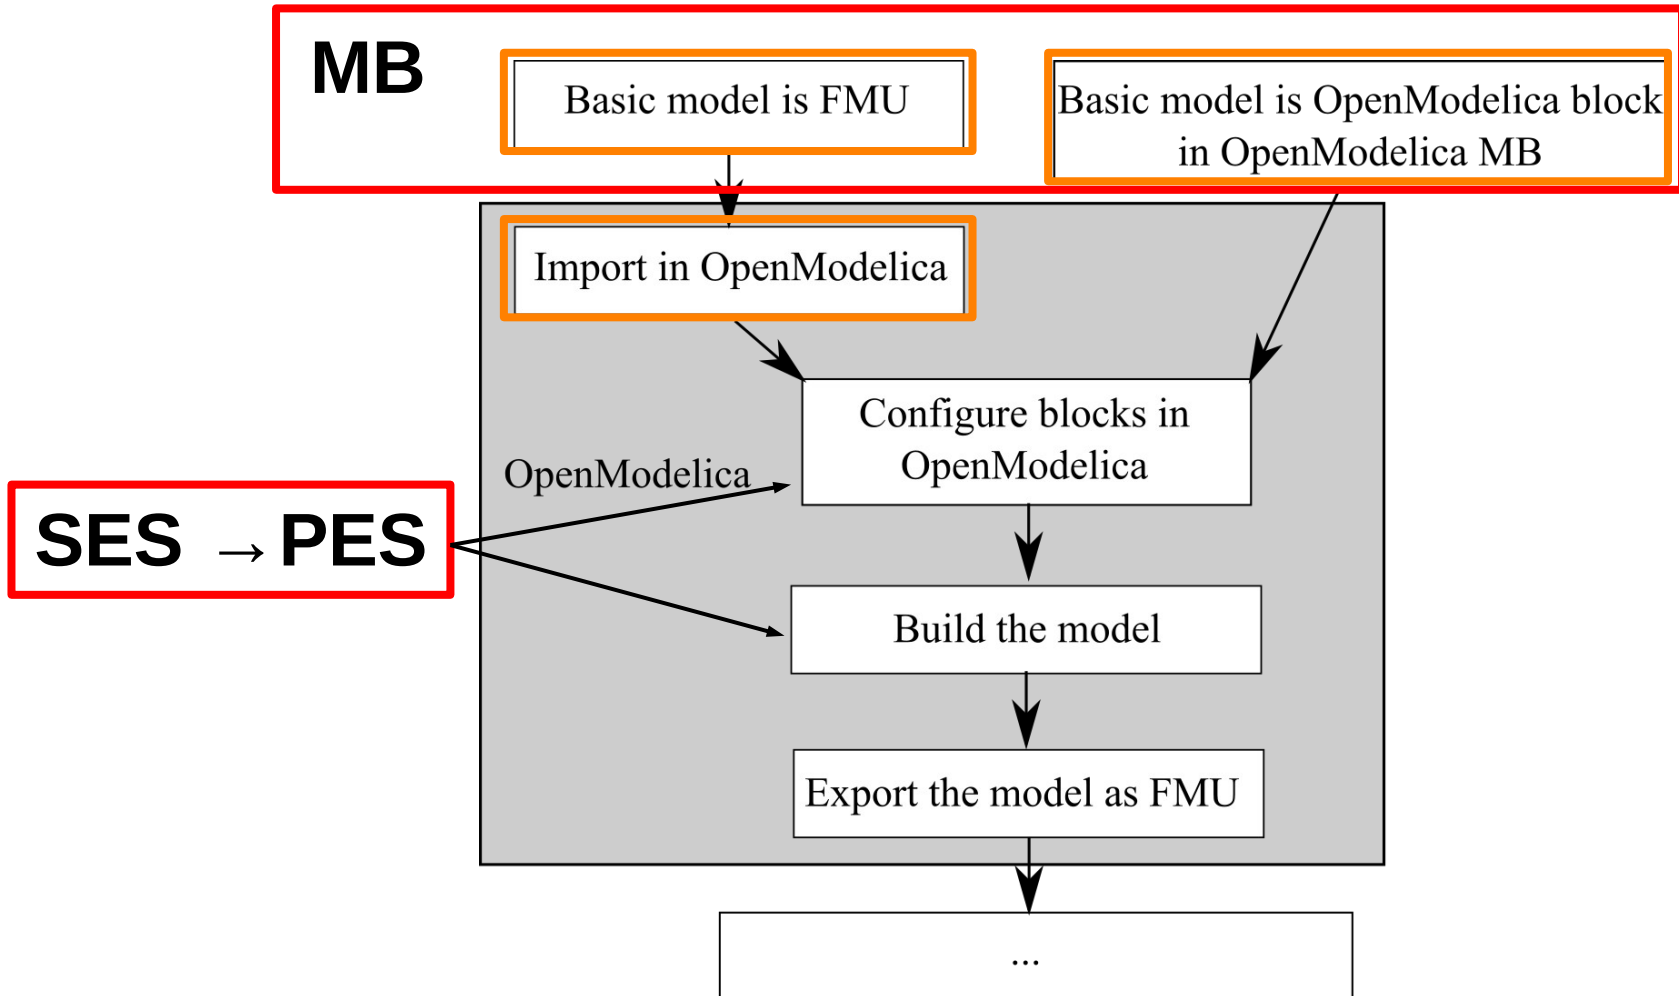 MB
Basic model is FMU
Basic model is OpenModelica block
in OpenModelica MB
Import in OpenModelica
Configure blocks in
OpenModelica
OpenModelica
SES →PES
Build the model
Export the model as FMU
...